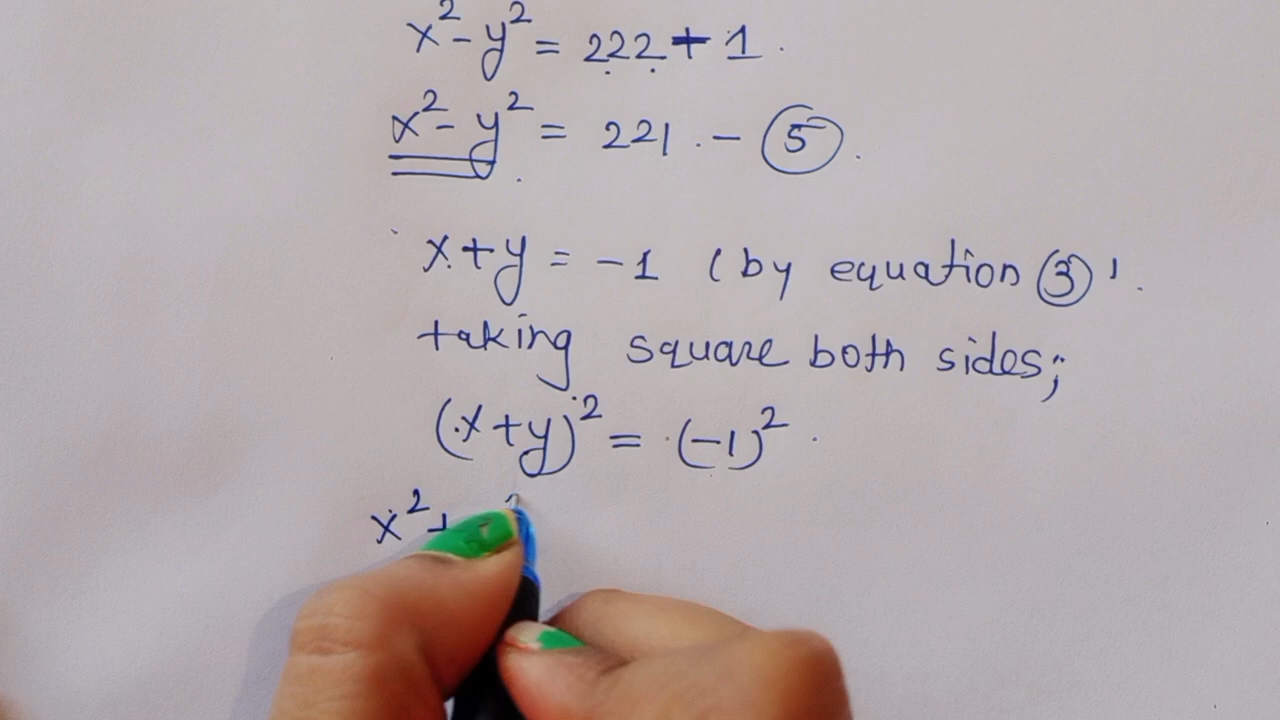 x² - y² = 222 + 1
x² - y² = 221 - ⑤
x + y = -1 (by equation ③)
taking square both sides;
(x + y)² = (-1)²
x² +